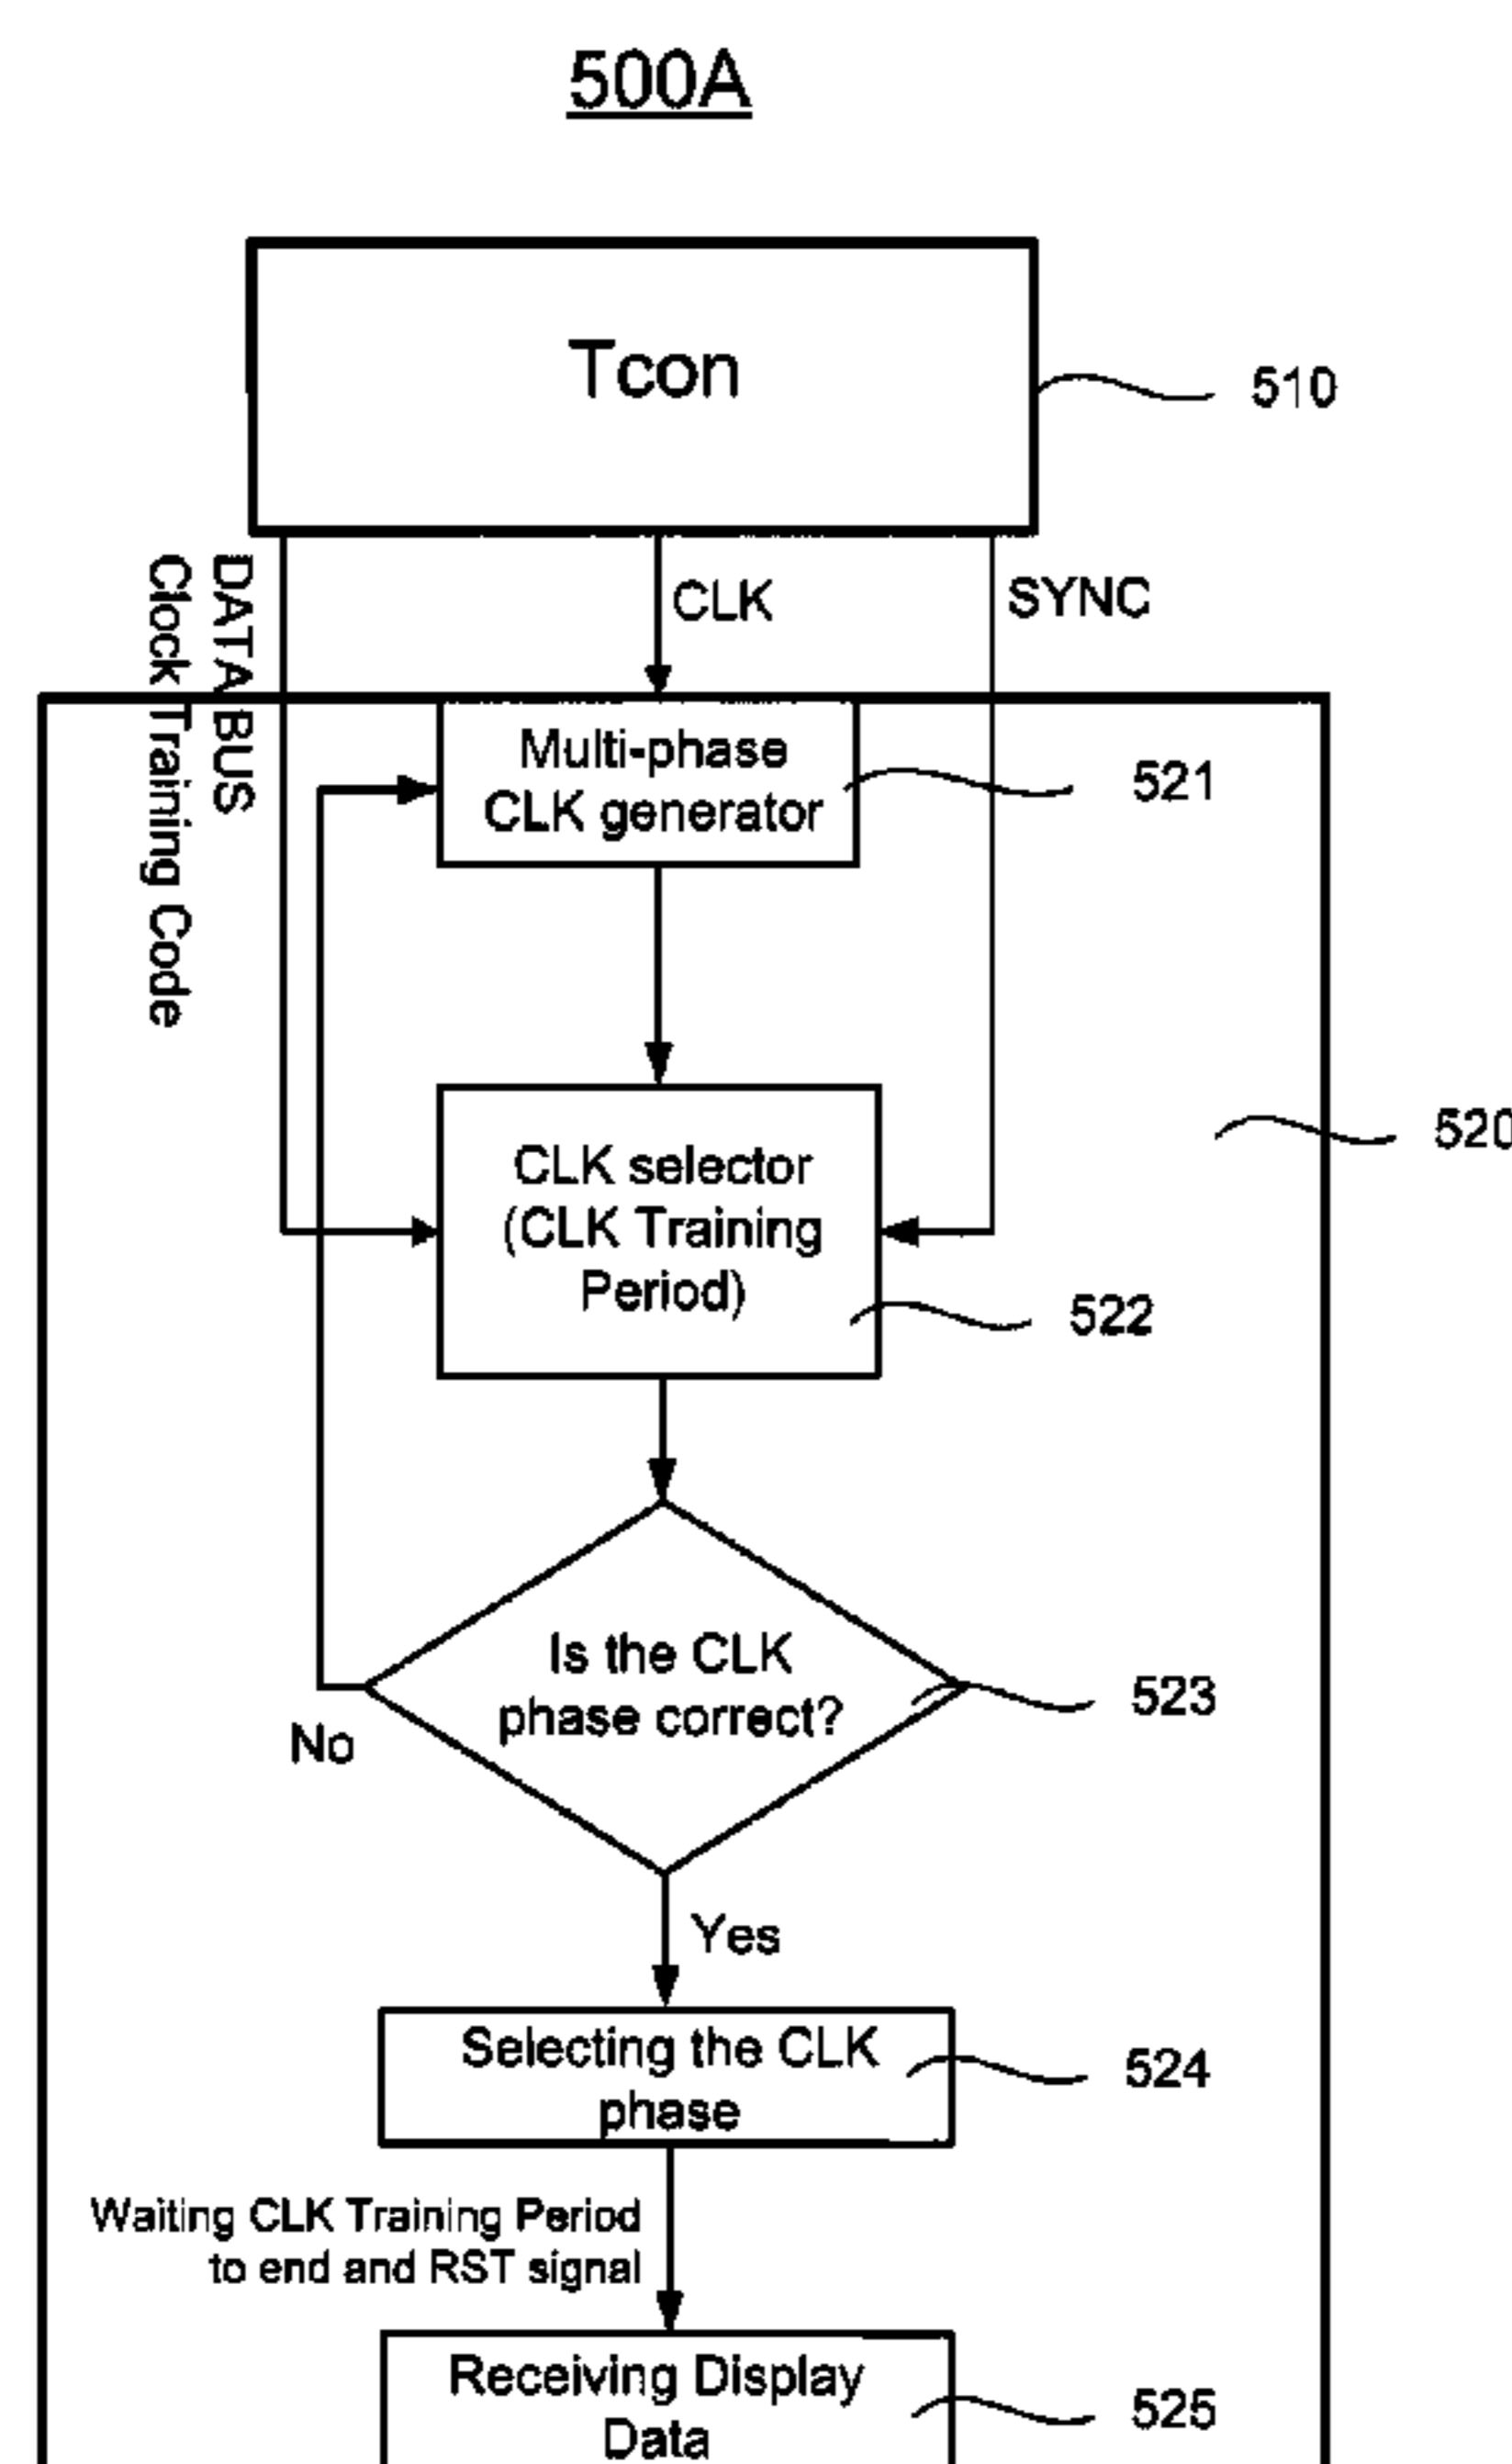 500A
Tcon
510
DATA BUS
Clock Training Code
CLK
SYNC
Multi-phase
CLK generator
521
CLK selector
(CLK Training
Period)
520
522
Is the CLK
phase correct?
523
No
Yes
Selecting the CLK
phase
524
Waiting CLK Training Period
to end and RST signal
Receiving Display
Data
525